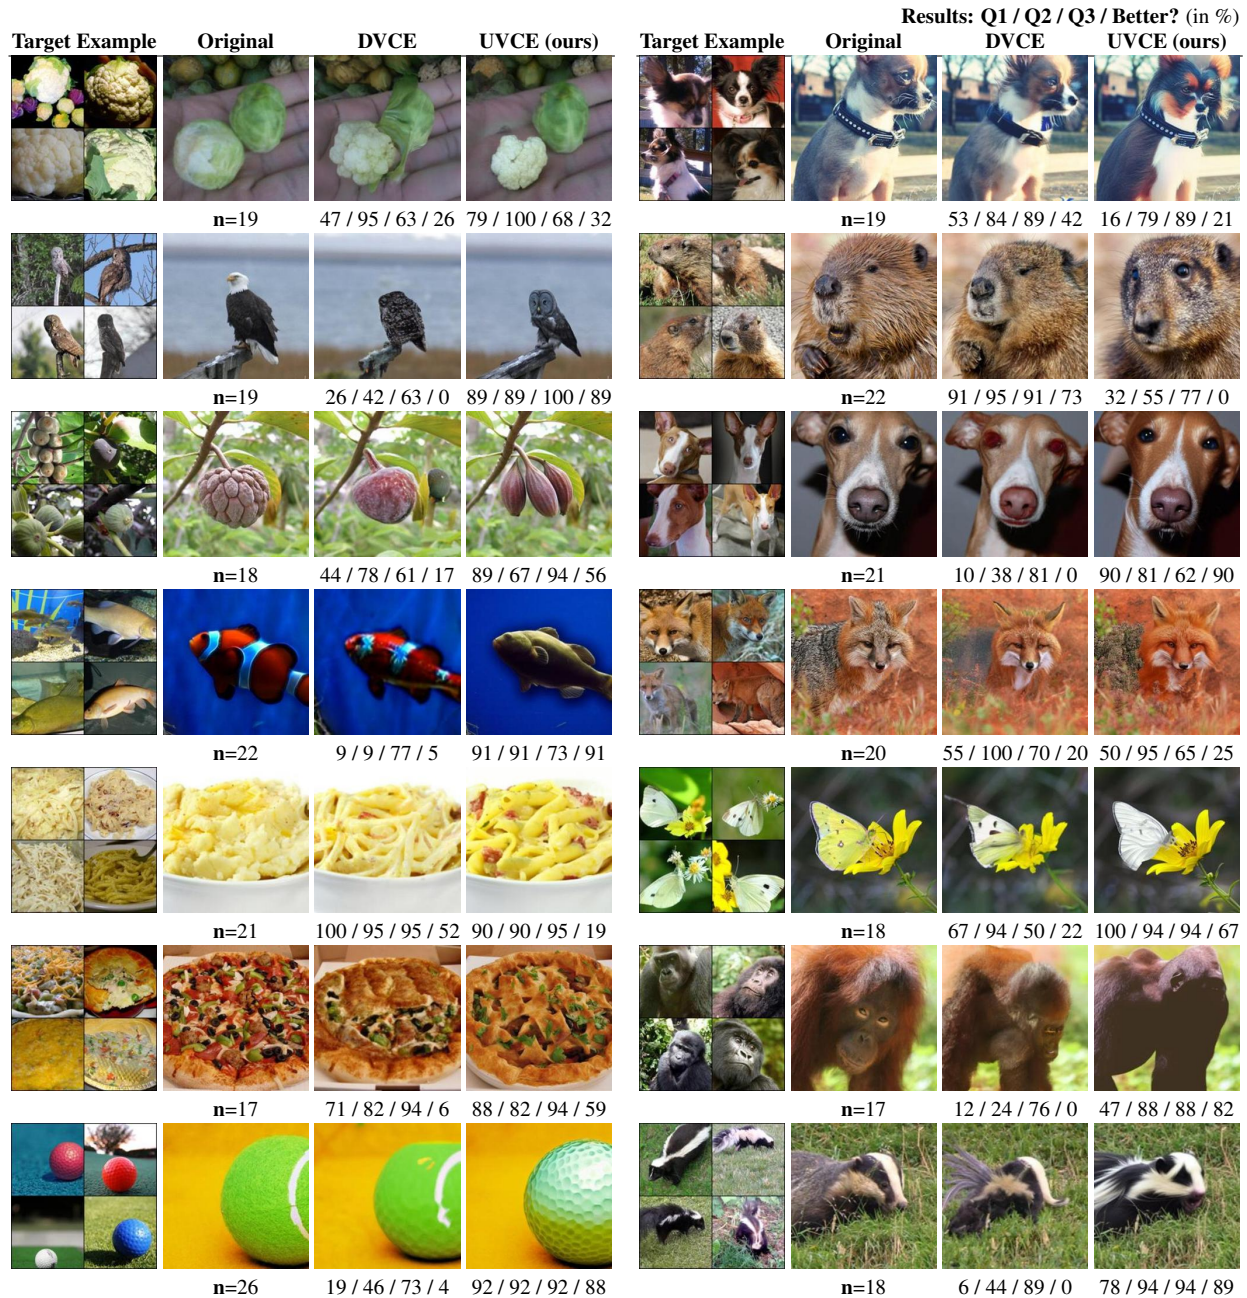 Results: Q1 / Q2 / Q3 / Better? (in %)
Target Example Original DVCE UVCE (ours) Target Example Original DVCE UVCE (ours)
n=19 47 / 95 / 63 / 26 79 / 100 / 68 / 32 n=19 53 / 84 / 89 / 42 16 / 79 / 89 / 21
n=19 26 / 42 / 63 / 0 89 / 89 / 100 / 89 n=22 91 / 95 / 91 / 73 32 / 55 / 77 / 0
n=18 44 / 78 / 61 / 17 89 / 67 / 94 / 56 n=21 10 / 38 / 81 / 0 90 / 81 / 62 / 90
n=22 9 / 9 / 77 / 5 91 / 91 / 73 / 91 n=20 55 / 100 / 70 / 20 50 / 95 / 65 / 25
n=21 100 / 95 / 95 / 52 90 / 90 / 95 / 19 n=18 67 / 94 / 50 / 22 100 / 94 / 94 / 67
n=17 71 / 82 / 94 / 6 88 / 82 / 94 / 59 n=17 12 / 24 / 76 / 0 47 / 88 / 88 / 82
n=26 19 / 46 / 73 / 4 92 / 92 / 92 / 88 n=18 6 / 44 / 89 / 0 78 / 94 / 94 / 89